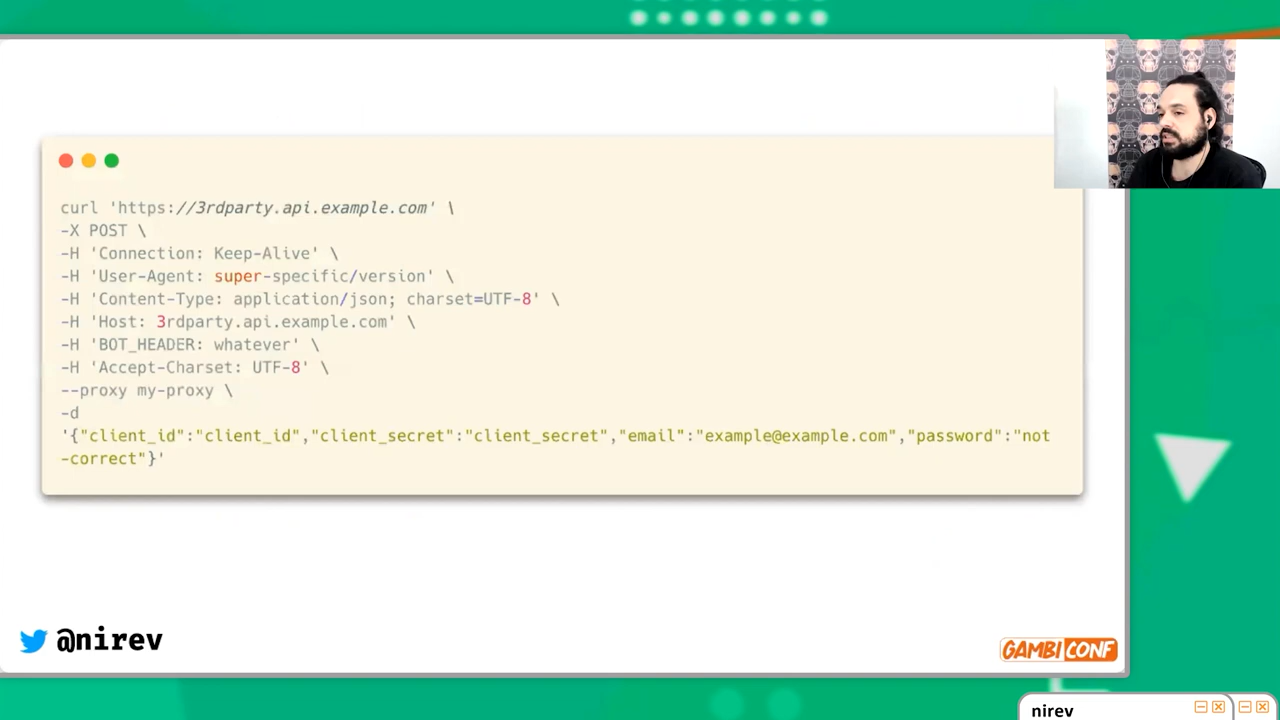 curl 'https://3rdparty.api.example.com' \
-X POST \
-H 'Connection: Keep-Alive' \
-H 'User-Agent: super-specific/version' \
-H 'Content-Type: application/json; charset=UTF-8' \
-H 'Host: 3rdparty.api.example.com' \
-H 'BOT_HEADER: whatever' \
-H 'Accept-Charset: UTF-8' \
--proxy my-proxy \
-d
'{"client_id":"client_id","client_secret":"client_secret","email":"example@example.com","password":"not
-correct"}'
@nirev
GAMBICONF
nirev